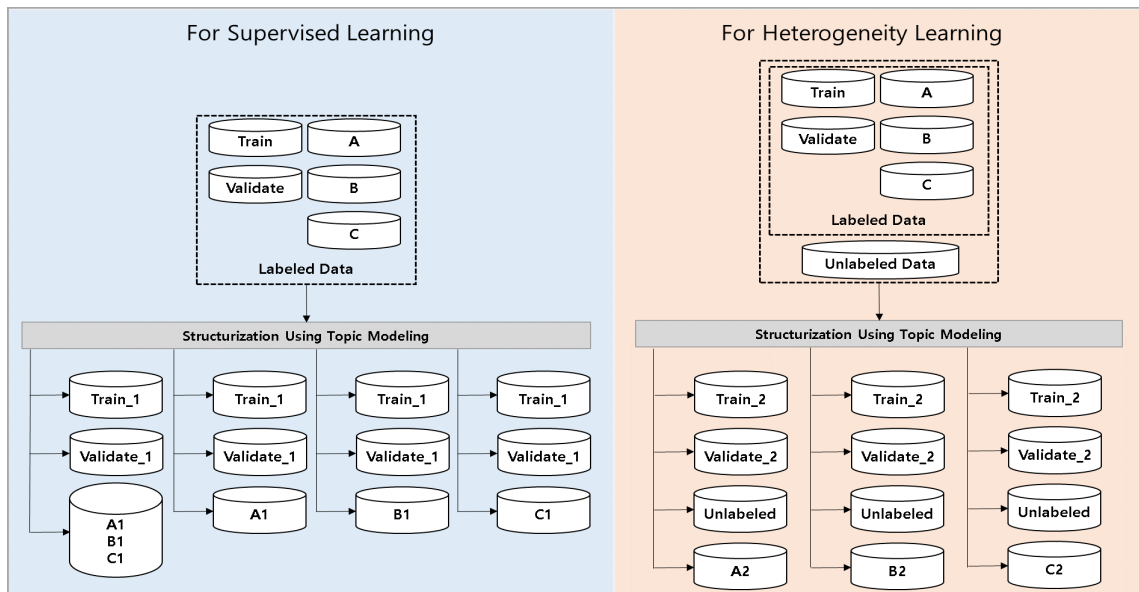 For Supervised Learning
Train
A
Validate
B
C
Labeled Data
Structurization Using Topic Modeling
Train_1
Train_1
Train_1
Train_1
Validate_1
Validate_1
Validate_1
Validate_1
A1
B1
C1
A1
B1
C1
For Heterogeneity Learning
Train
A
Validate
B
C
Labeled Data
Unlabeled Data
Structurization Using Topic Modeling
Train_2
Train_2
Train_2
Validate_2
Validate_2
Validate_2
Unlabeled
Unlabeled
Unlabeled
A2
B2
C2